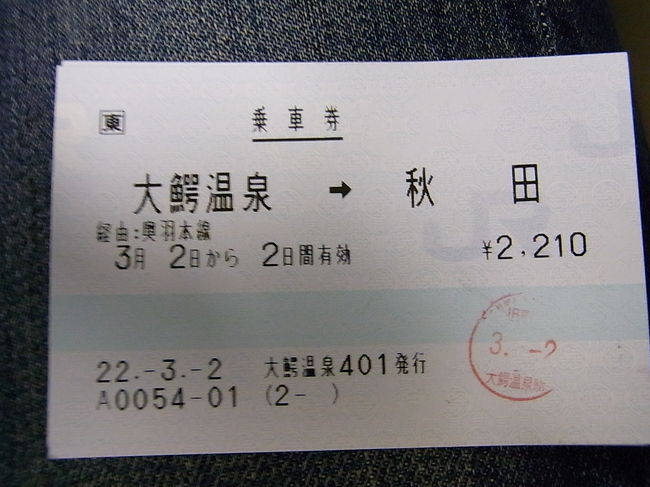 東 乗車券
大鰐温泉 → 秋田
経由:奥羽本線
3月 2日から 2日間有効 ¥2,210
22.-3.-2 大鰐温泉401発行
A0054-01 (2- )
3.-2
大鰐温泉駅